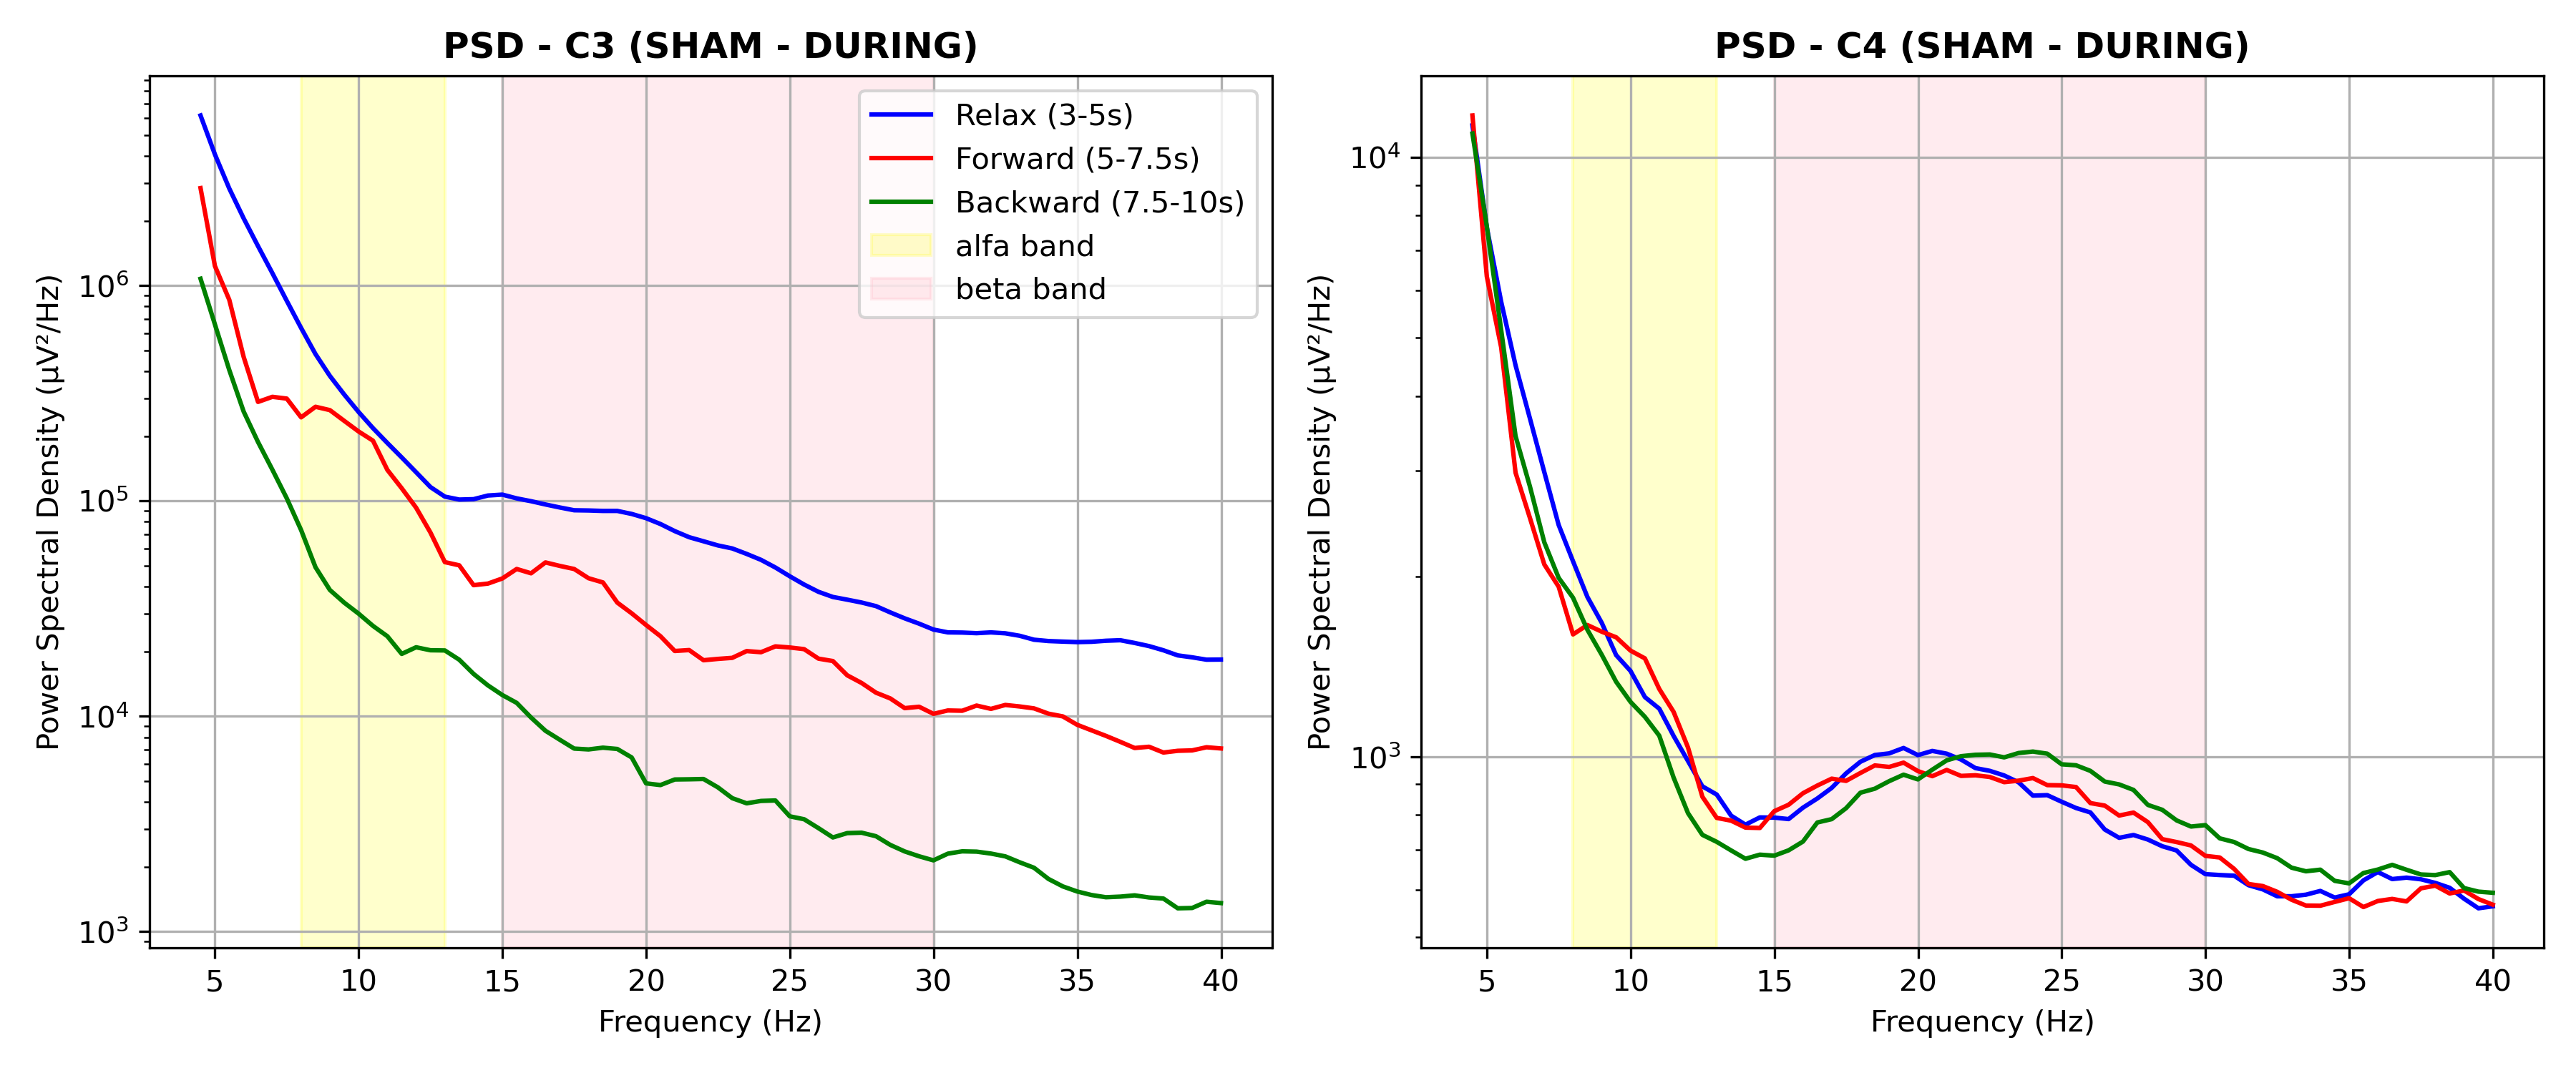 PSD - C3 (SHAM - DURING)
Power Spectral Density (µV²/Hz)
10⁶
10⁵
10⁴
10³
5 10 15 20 25 30 35 40
Frequency (Hz)
Relax (3-5s)
Forward (5-7.5s)
Backward (7.5-10s)
alfa band
beta band
PSD - C4 (SHAM - DURING)
Power Spectral Density (µV²/Hz)
10⁴
10³
5 10 15 20 25 30 35 40
Frequency (Hz)